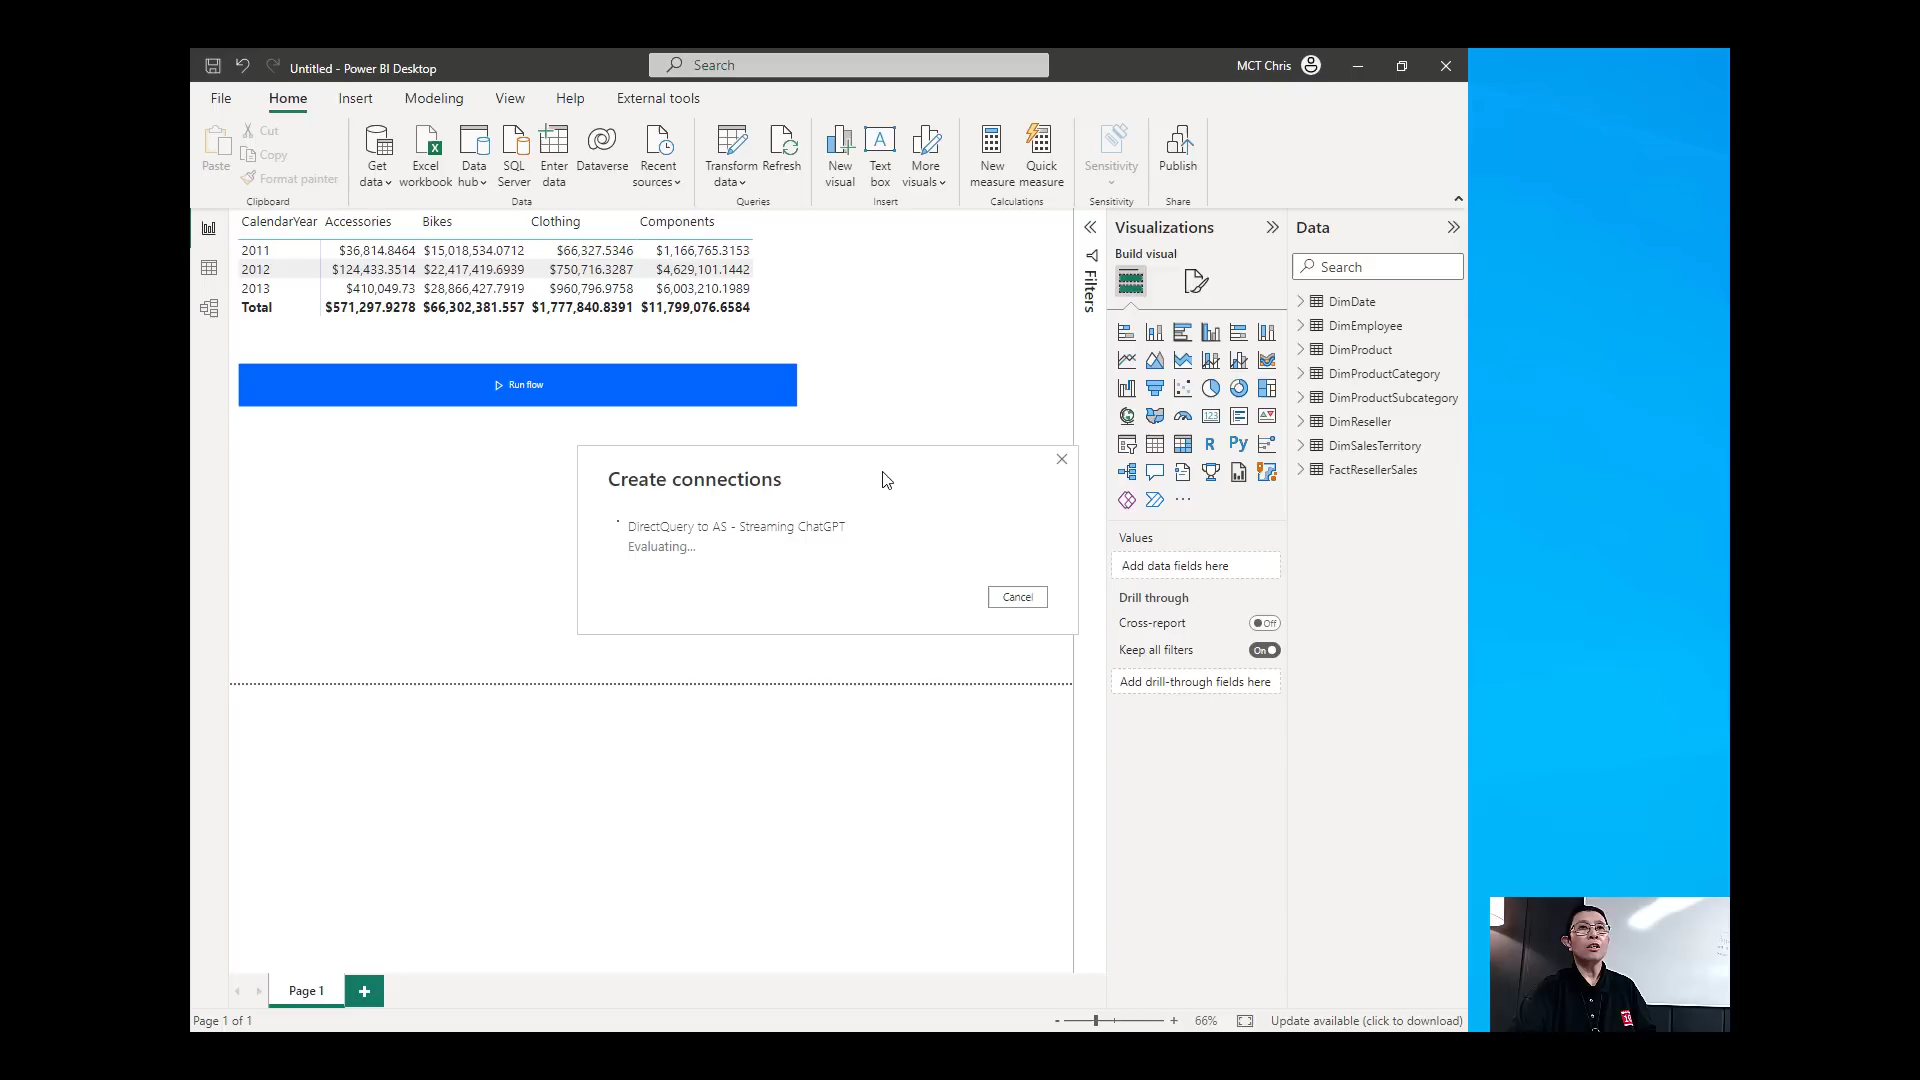 Untitled - Power BI Desktop
Search
MCT Chris
File Home Insert Modeling View Help External tools
Paste
Cut
Copy
Format painter
Clipboard
Get data
Excel workbook
Data hub
SQL Server
Enter data
Dataverse
Recent sources
Data
Transform data
Refresh
Queries
New visual
Text box
More visuals
Insert
New measure
Quick measure
Calculations
Sensitivity
Sensitivity
Publish
Share
CalendarYear Accessories Bikes Clothing Components
2011 $36,814.8464 $15,018,534.0712 $66,327.5346 $1,166,765.3153
2012 $124,433.3514 $22,417,419.6939 $750,716.3287 $4,629,101.1442
2013 $410,049.73 $28,866,427.7919 $960,796.9758 $6,003,210.1989
Total $571,297.9278 $66,302,381.557 $1,777,840.8391 $11,799,076.6584
Run flow
Create connections
DirectQuery to AS - Streaming ChatGPT
Evaluating...
Cancel
Filters
Visualizations
Build visual
123
R
Py
Values
Add data fields here
Drill through
Cross-report
Off
Keep all filters
On
Add drill-through fields here
Data
Search
DimDate
DimEmployee
DimProduct
DimProductCategory
DimProductSubcategory
DimReseller
DimSalesTerritory
FactResellerSales
Page 1
Page 1 of 1
66%
Update available (click to download)